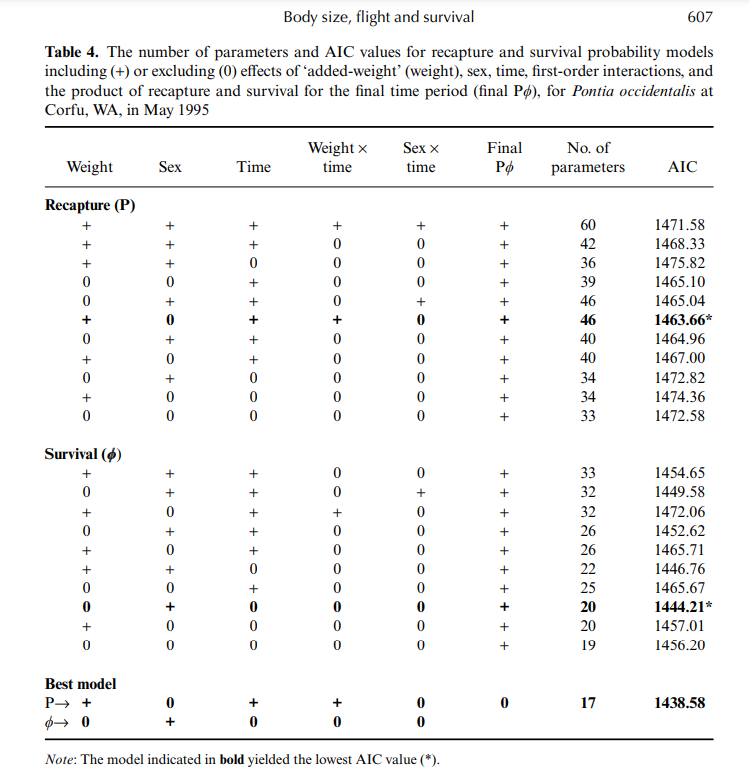 Body size, flight and survival 607
Table 4. The number of parameters and AIC values for recapture and survival probability models
including (+) or excluding (0) effects of ‘added-weight’ (weight), sex, time, first-order interactions, and
the product of recapture and survival for the final time period (final Pϕ), for Pontia occidentalis at
Corfu, WA, in May 1995
Weight × Sex × Final No. of
Weight Sex Time time time Pϕ parameters AIC
Recapture (P)
+ + + + + + 60 1471.58
+ + + 0 0 + 42 1468.33
+ + 0 0 0 + 36 1475.82
0 0 + 0 0 + 39 1465.10
0 + + 0 + + 46 1465.04
+ 0 + + 0 + 46 1463.66*
0 + + 0 0 + 40 1464.96
+ 0 + 0 0 + 40 1467.00
0 + 0 0 0 + 34 1472.82
+ 0 0 0 0 + 34 1474.36
0 0 0 0 0 + 33 1472.58
Survival (ϕ)
+ + + 0 0 + 33 1454.65
0 + + 0 + + 32 1449.58
+ 0 + + 0 + 32 1472.06
0 + + 0 0 + 26 1452.62
+ 0 + 0 0 + 26 1465.71
+ + 0 0 0 + 22 1446.76
0 0 + 0 0 + 25 1465.67
0 + 0 0 0 + 20 1444.21*
+ 0 0 0 0 + 20 1457.01
0 0 0 0 0 + 19 1456.20
Best model
P→ + 0 + + 0 0 17 1438.58
ϕ→ 0 + 0 0 0
Note: The model indicated in bold yielded the lowest AIC value (*).